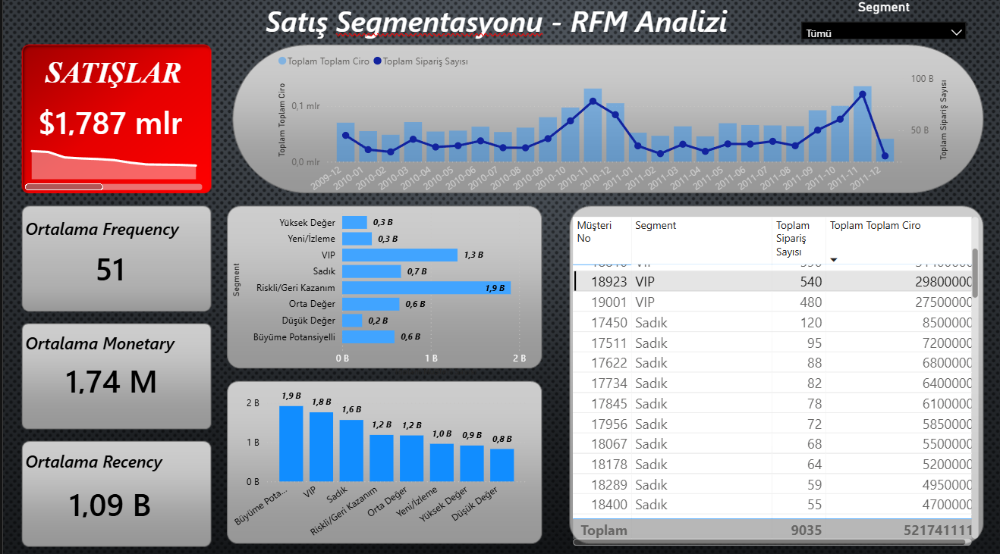 Satış Segmentasyonu - RFM Analizi
Segment
Tümü
SATIŞLAR
$1,787 mlr
Toplam Toplam Ciro
Toplam Sipariş Sayısı
Toplam Toplam Ciro
0,1 mlr
0,0 mlr
100 B
50 B
Toplam Sipariş Sayısı
2009-12
2010-01
2010-02
2010-03
2010-04
2010-05
2010-06
2010-07
2010-08
2010-09
2010-10
2010-11
2010-12
2011-01
2011-02
2011-03
2011-04
2011-05
2011-06
2011-07
2011-08
2011-09
2011-10
2011-11
2011-12
Ortalama Frequency
51
Ortalama Monetary
1,74 M
Ortalama Recency
1,09 B
Segment
Yüksek Değer 0,3 B
Yeni/İzleme 0,3 B
VIP 1,3 B
Sadık 0,7 B
Riskli/Geri Kazanım 1,9 B
Orta Değer 0,6 B
Düşük Değer 0,2 B
Büyüme Potansiyelli 0,6 B
0 B 1 B 2 B
2 B
1 B
0 B
1,9 B
1,8 B
1,6 B
1,2 B
1,2 B
1,0 B
0,9 B
0,8 B
Büyüme Pota...
VIP
Sadık
Riskli/Geri Kazanım
Orta Değer
Yeni/İzleme
Yüksek Değer
Düşük Değer
Müşteri No Segment Toplam Sipariş Sayısı Toplam Toplam Ciro
18923 VIP 540 29800000
19001 VIP 480 27500000
17450 Sadık 120 8500000
17511 Sadık 95 7200000
17622 Sadık 88 6800000
17734 Sadık 82 6400000
17845 Sadık 78 6100000
17956 Sadık 72 5850000
18067 Sadık 68 5500000
18178 Sadık 64 5200000
18289 Sadık 59 4950000
18400 Sadık 55 4700000
Toplam 9035 521741111